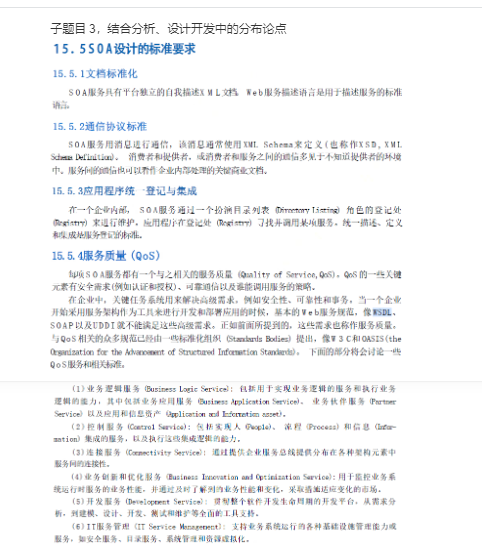 子题目 3，结合分析、设计开发中的分布论点
15.5SOA设计的标准要求
15.5.1文档标准化
SOA服务具有平台独立的自我描述XML文档。Web服务描述语言是用于描述服务的标准
语言。
15.5.2通信协议标准
SOA服务用消息进行通信，该消息通常使用XML Schema来定义(也称作XSD,XML
Schema Definition)。消费者和提供者，或消费者和服务之间的通信多见于不知道提供者的环境
中。服务间的通信也可以看作企业内部处理的关键商业文档。
15.5.3应用程序统一登记与集成
在一个企业内部，SOA服务通过一个扮演目录列表 (Directory Listing) 角色的登记处
(Registry) 来进行维护。应用程序在登记处 (Registry) 寻找并调用某项服务。统一描述、定义
和集成是服务登记的标准。
15.5.4服务质量 (QoS)
每项SOA服务都有一个与之相关的服务质量 (Quality of Service,QoS)。QoS的一些关键
元素有安全需求(例如认证和授权)、可靠通信以及谁能调用服务的策略。
在企业中，关键任务系统用来解决高级需求，例如安全性、可靠性和事务。当一个企业
开始采用服务架构作为工具来进行开发和部署应用的时候，基本的Web服务规范，像WSDL、
SOAP以及UDDI就不能满足这些高级需求。正如前面所提到的，这些需求也称作服务质量。
与QoS相关的众多规范已经由一些标准化组织 (Standards Bodies) 提出，像W3C和OASIS(the
Organization for the Advancement of Structured Information Standards)。下面的部分将会讨论一些
QoS服务和相关标准。
(1)业务逻辑服务 (Business Logic Service)：包括用于实现业务逻辑的服务和执行业务
逻辑的能力，其中包括业务应用服务 (Business Application Service)、业务伙伴服务 (Partner
Service) 以及应用和信息资产 (Application and Information asset)。
(2)控制服务 (Control Service)：包括实现人 (People)、流程 (Process) 和信息 (Infor-
mation) 集成的服务，以及执行这些集成逻辑的能力。
(3)连接服务 (Connectivity Service)：通过提供企业服务总线提供分布在各种架构元素中
服务间的连接性。
(4)业务创新和优化服务 (Business Innovation and Optimization Service)：用于监控业务系
统运行时服务的业务性能，并通过及时了解到的业务性能和变化，采取措施适应变化的市场。
(5)开发服务 (Development Service)：贯彻整个软件开发生命周期的开发平台，从需求分
析，到建模、设计、开发、测试和维护等全面的工具支持。
(6)IT服务管理 (IT Service Management)：支持业务系统运行的各种基础设施管理能力或
服务，如安全服务、目录服务、系统管理和资源虚拟化。